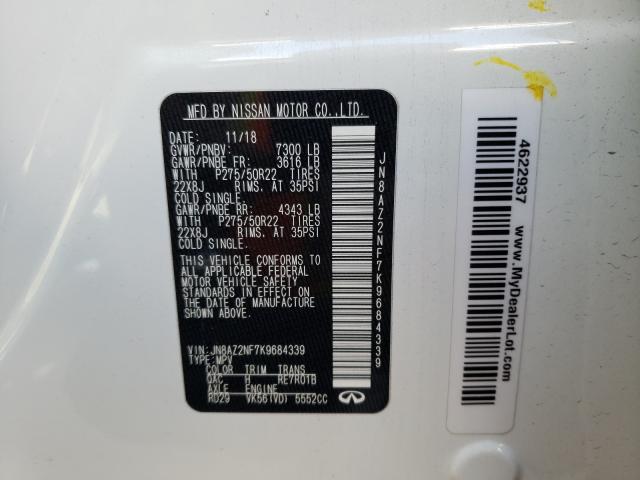 MFD BY NISSAN MOTOR CO.,LTD.
DATE: 11/18
GVWR/PNBV: 7300 LB
GAWR/PNBE FR: 3616 LB
WITH P275/50R22 TIRES
22X8J RIMS. AT 35PSI
COLD SINGLE.
GAWR/PNBE RR: 4343 LB
WITH P275/50R22 TIRES
22X8J RIMS. AT 35PSI
COLD SINGLE.
THIS VEHICLE CONFORMS TO
ALL APPLICABLE FEDERAL
MOTOR VEHICLE SAFETY
STANDARDS IN EFFECT ON
THE DATE OF MANUFACTURE
SHOWN ABOVE.
VIN:JN8AZ2NF7K9684339
TYPE:MPV
COLOR TRIM TRANS
QAC H RE7R01B
AXLE ENGINE
RD29 VK56(VD) 5552CC
JN8AZ2NF7K9684339
4622937 www.MyDealerLot.com